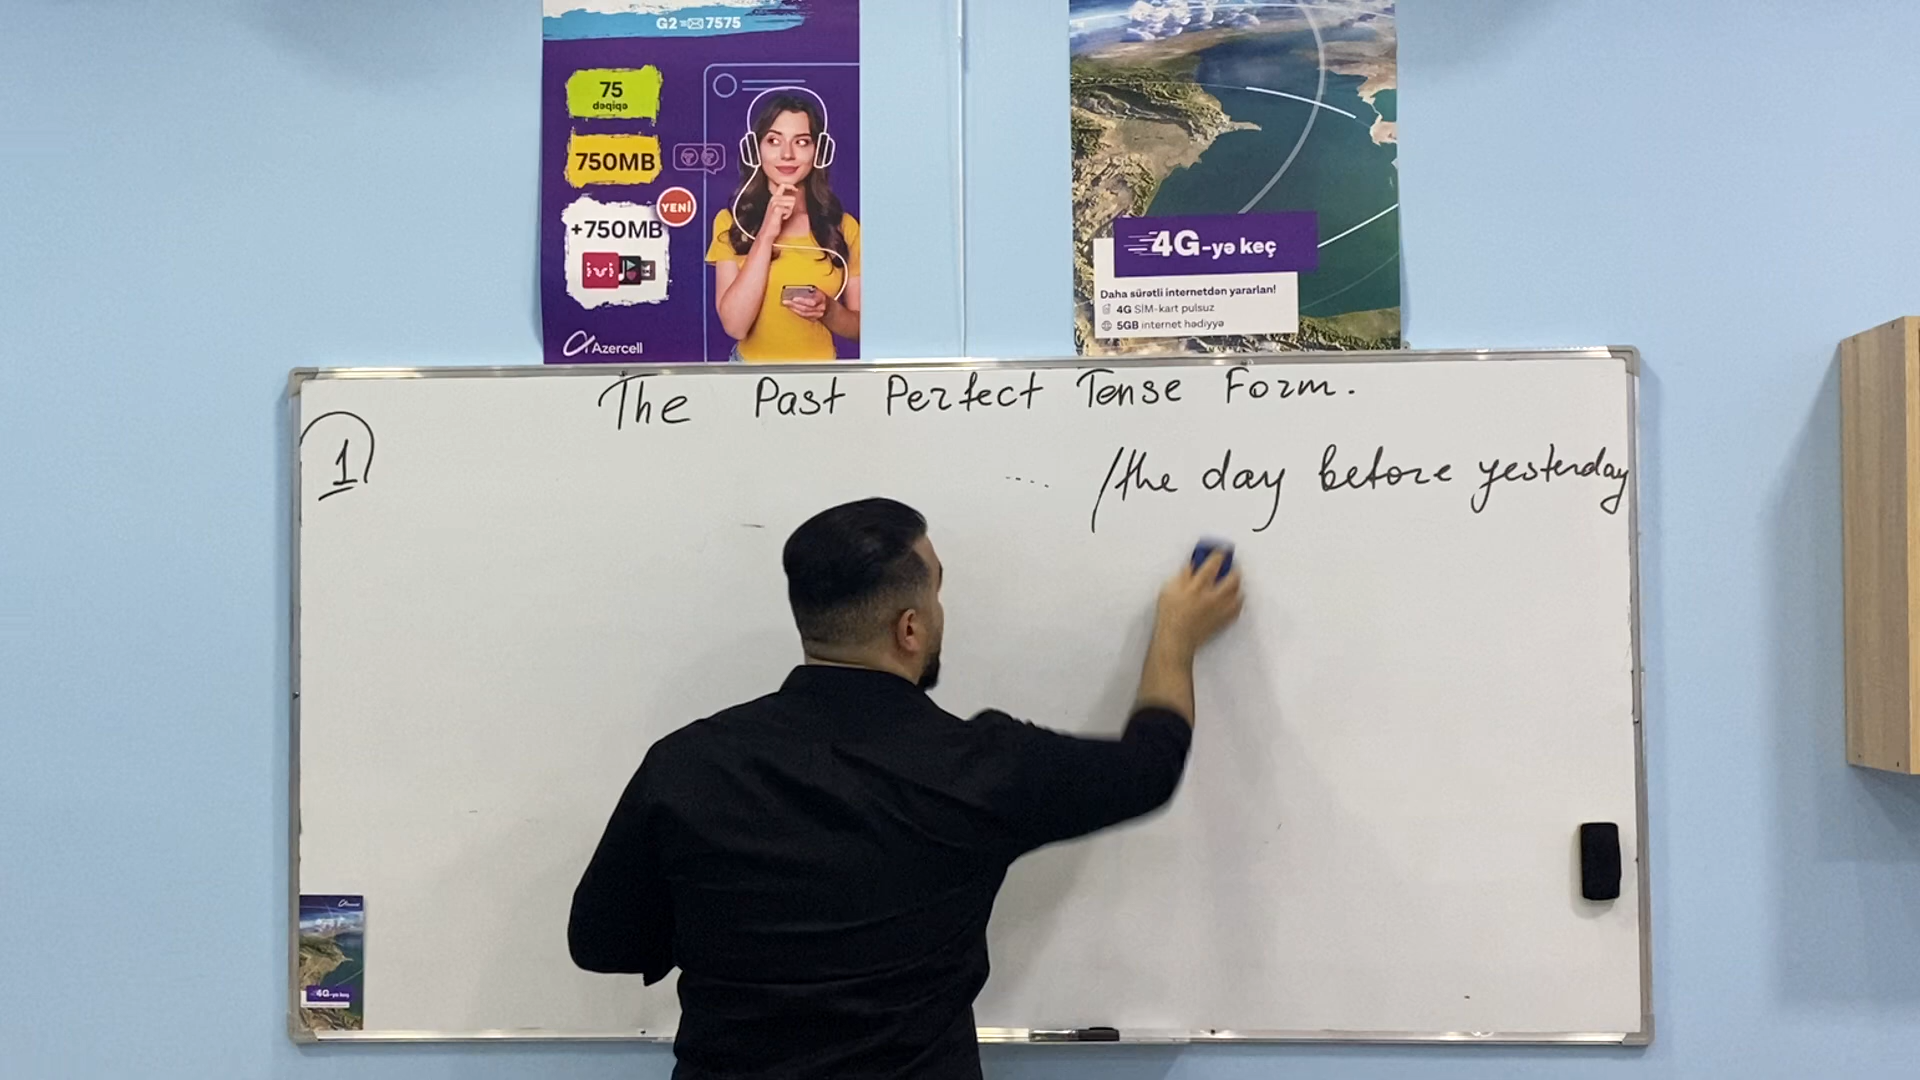 G2 = 7575
75
dəqiqə
750MB
YENİ
+750MB
ivi
Azercell
4G-yə keç
Daha sürətli internetdən yararlan!
4G SİM-kart pulsuz
5GB internet hədiyyə
The Past Perfect Tense Form.
1
.... /the day before yesterday
4G-yə keç